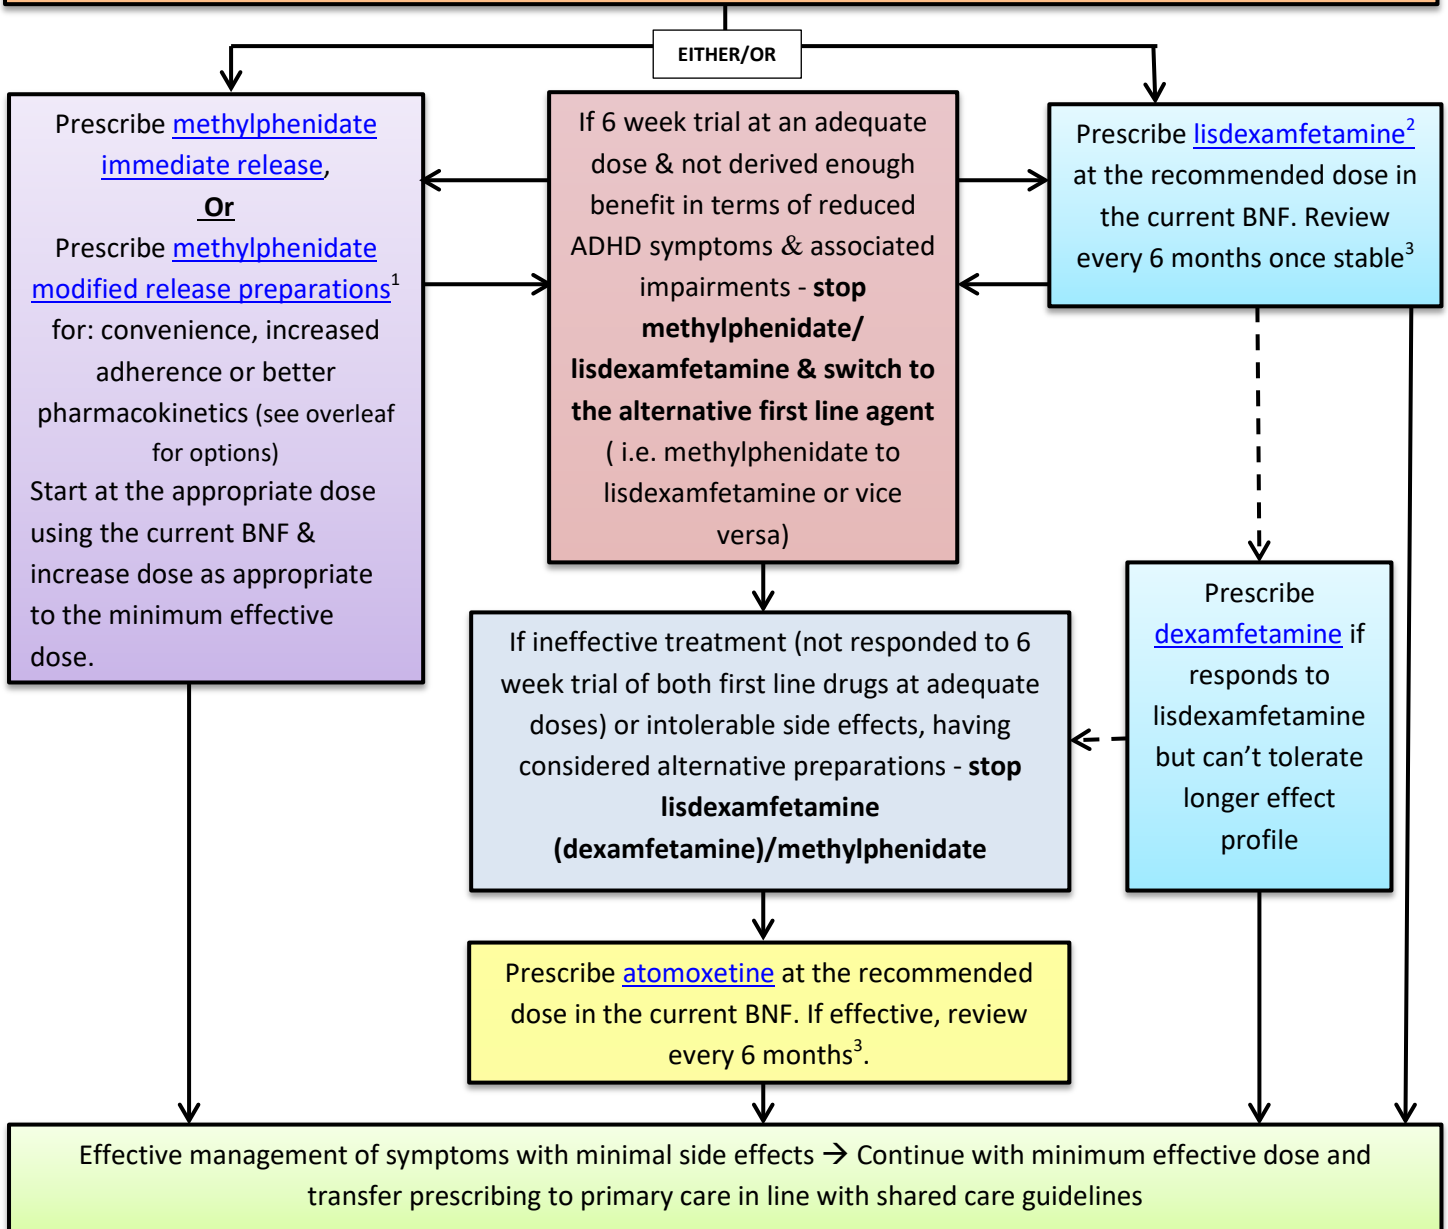 EITHER/OR
Prescribe methylphenidate
immediate release,
Or
Prescribe methylphenidate
modified release preparations1
for: convenience, increased
adherence or better
pharmacokinetics (see overleaf
for options)
Start at the appropriate dose
using the current BNF &
increase dose as appropriate
to the minimum effective
dose.
If 6 week trial at an adequate
dose & not derived enough
benefit in terms of reduced
ADHD symptoms & associated
impairments - stop
methylphenidate/
lisdexamfetamine & switch to
the alternative first line agent
( i.e. methylphenidate to
lisdexamfetamine or vice
versa)
Prescribe lisdexamfetamine2
at the recommended dose in
the current BNF. Review
every 6 months once stable3
If ineffective treatment (not responded to 6
week trial of both first line drugs at adequate
doses) or intolerable side effects, having
considered alternative preparations - stop
lisdexamfetamine
(dexamfetamine)/methylphenidate
Prescribe
dexamfetamine if
responds to
lisdexamfetamine
but can’t tolerate
longer effect
profile
Prescribe atomoxetine at the recommended
dose in the current BNF. If effective, review
every 6 months3.
Effective management of symptoms with minimal side effects → Continue with minimum effective dose and
transfer prescribing to primary care in line with shared care guidelines